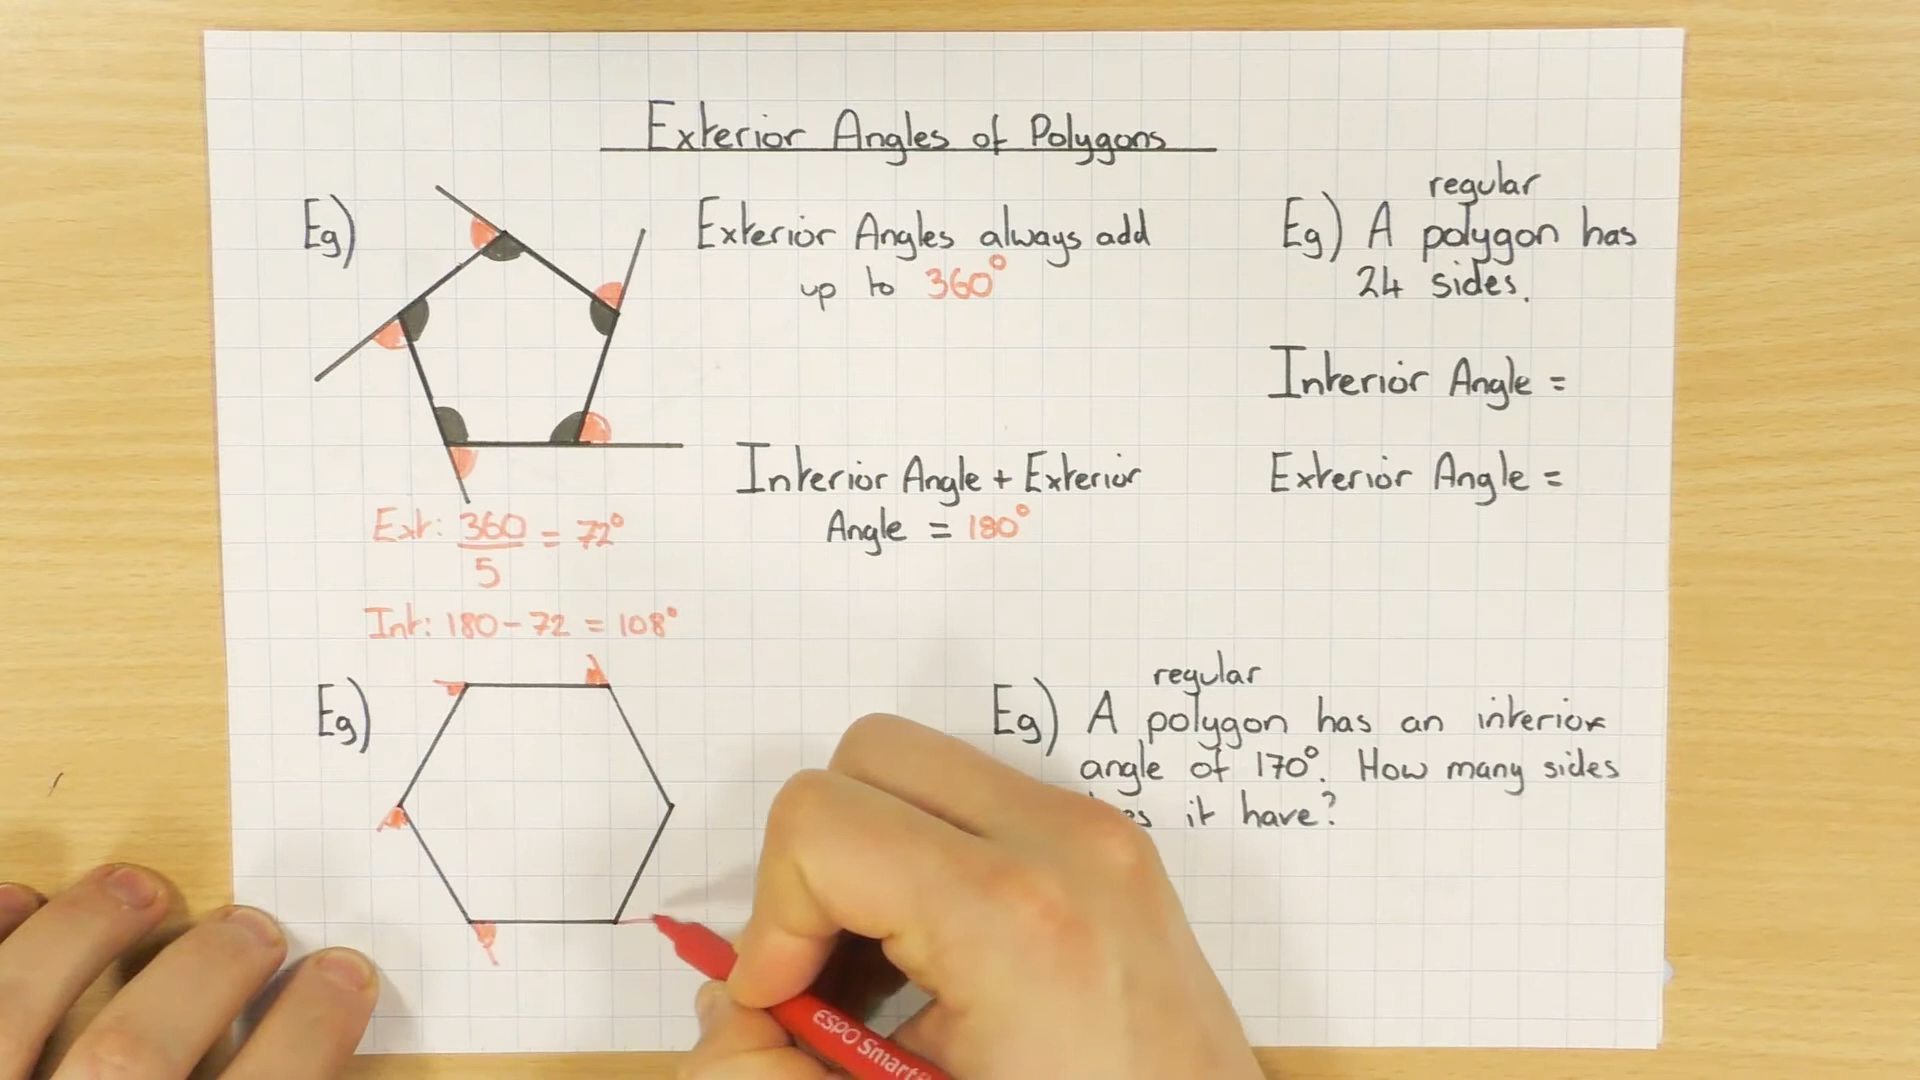 Exterior Angles of Polygons
Eg)
Exterior Angles always add
up to 360°
Interior Angle + Exterior
Angle = 180°
Ext: 360/5 = 72°
Int: 180 - 72 = 108°
regular
Eg) A polygon has
24 sides.
Interior Angle =
Exterior Angle =
Eg)
regular
Eg) A polygon has an interior
angle of 170°. How many sides
it have?
ESPO Smart